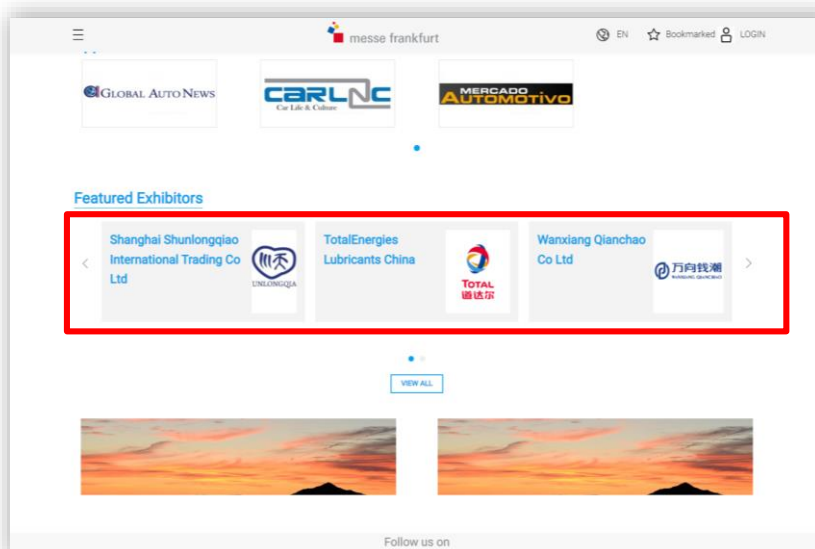 messe frankfurt
EN
Bookmarked
LOGIN
GLOBAL AUTO NEWS
CARLNC
Car Life & Culture
MERCADO
AUTOMOTIVO
Featured Exhibitors
Shanghai Shunlongqiao
International Trading Co
Ltd
UNLONGQIA
TotalEnergies
Lubricants China
TOTAL
道达尔
Wanxiang Qianchao
Co Ltd
万向钱潮
WANXIANG QIANCHAO
VIEW ALL
Follow us on